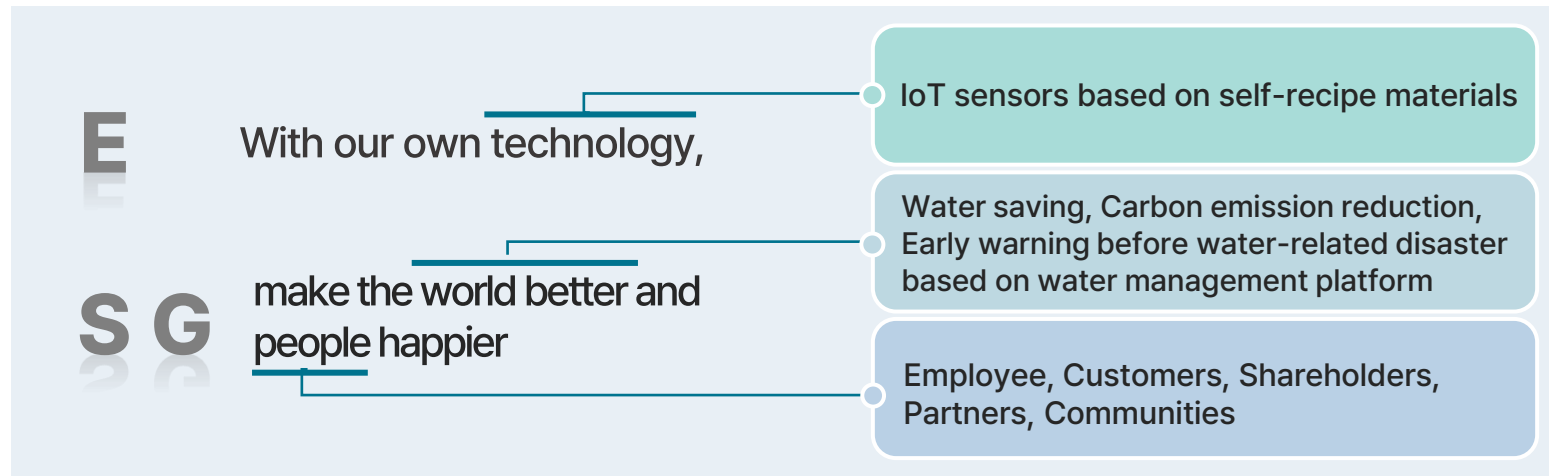 E
With our own technology,
S G
make the world better and
people happier
IoT sensors based on self-recipe materials
Water saving, Carbon emission reduction,
Early warning before water-related disaster
based on water management platform
Employee, Customers, Shareholders,
Partners, Communities